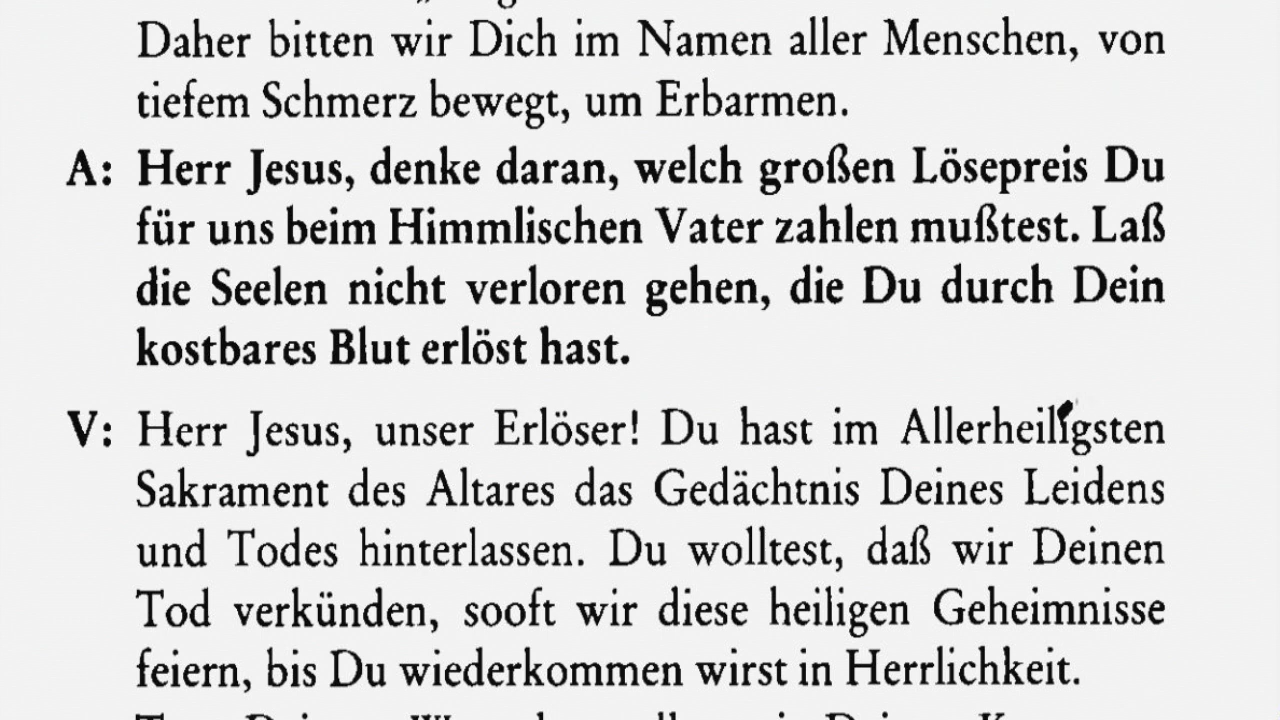 Daher bitten wir Dich im Namen aller Menschen, von
tiefem Schmerz bewegt, um Erbarmen.
A: Herr Jesus, denke daran, welch großen Lösepreis Du
für uns beim Himmlischen Vater zahlen mußtest. Laß
die Seelen nicht verloren gehen, die Du durch Dein
kostbares Blut erlöst hast.
V: Herr Jesus, unser Erlöser! Du hast im Allerheiligsten
Sakrament des Altares das Gedächtnis Deines Leidens
und Todes hinterlassen. Du wolltest, daß wir Deinen
Tod verkünden, sooft wir diese heiligen Geheimnisse
feiern, bis Du wiederkommen wirst in Herrlichkeit.